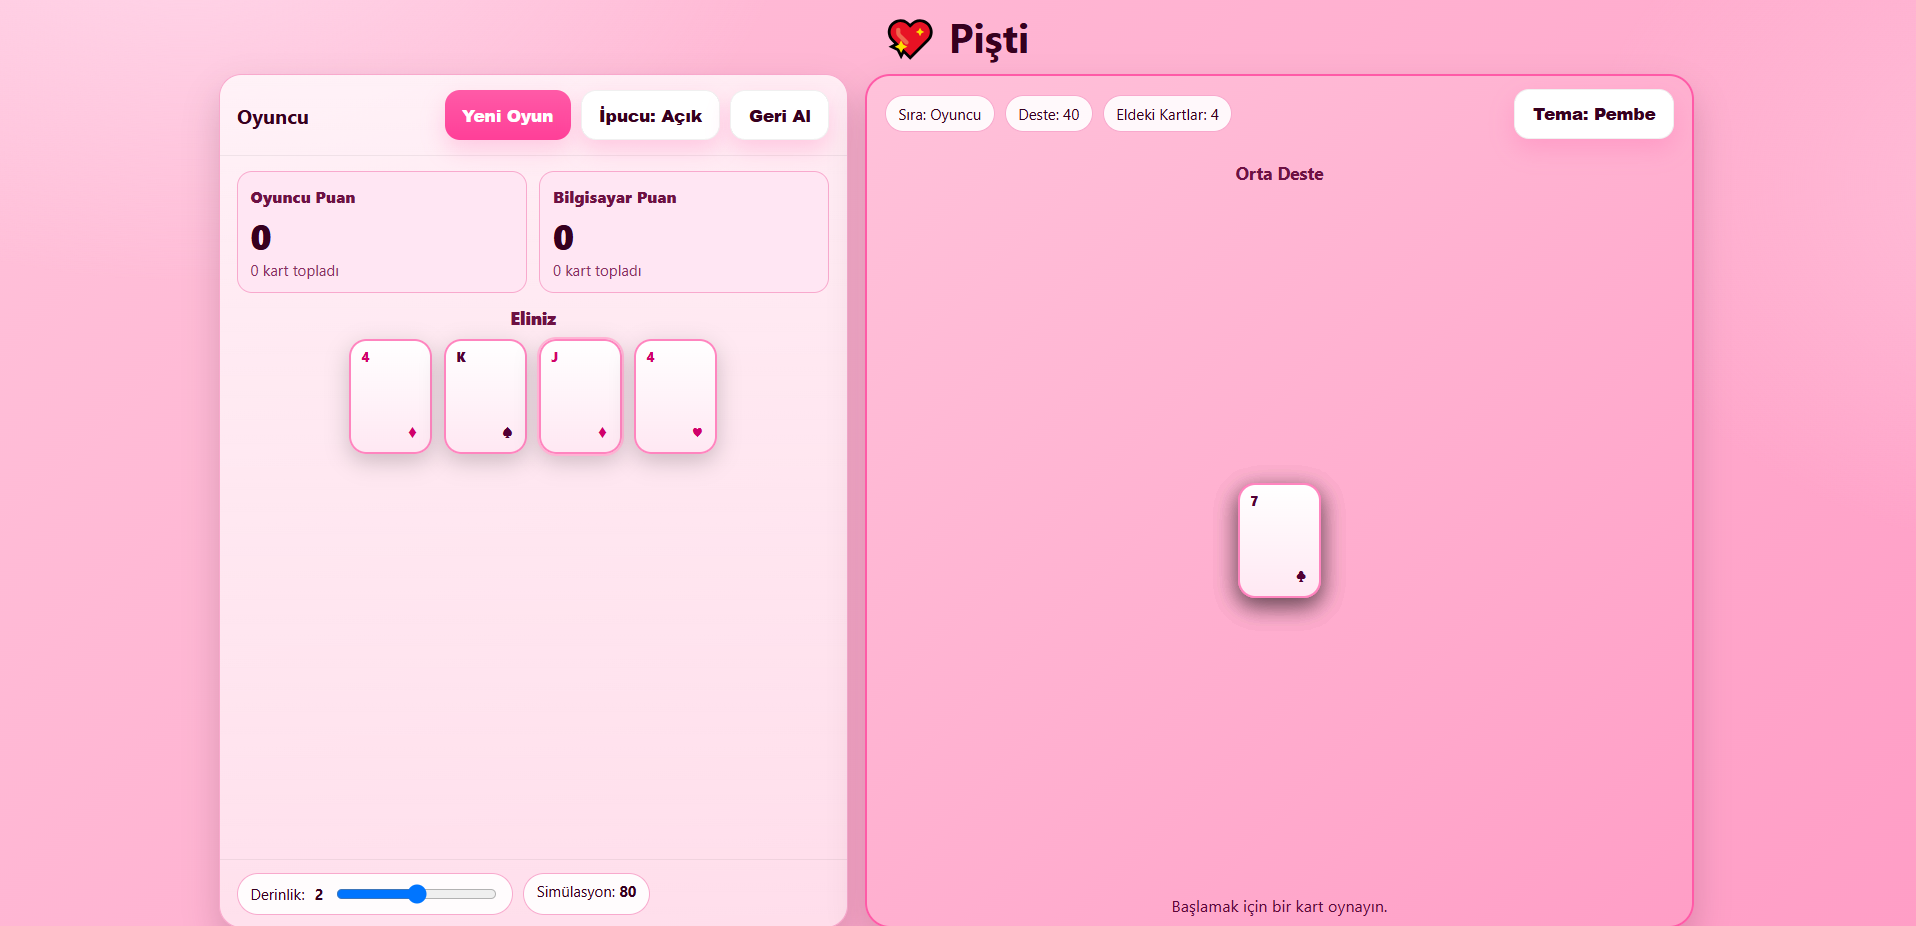 Pişti
Oyuncu
Yeni Oyun
İpucu: Açık
Geri Al
Oyuncu Puan
0
0 kart topladı
Bilgisayar Puan
0
0 kart topladı
Eliniz
4 ♦
K ♠
J ♦
4 ♥
Derinlik: 2
Simülasyon: 80
Sıra: Oyuncu
Deste: 40
Eldeki Kartlar: 4
Tema: Pembe
Orta Deste
7 ♣
Başlamak için bir kart oynayın.